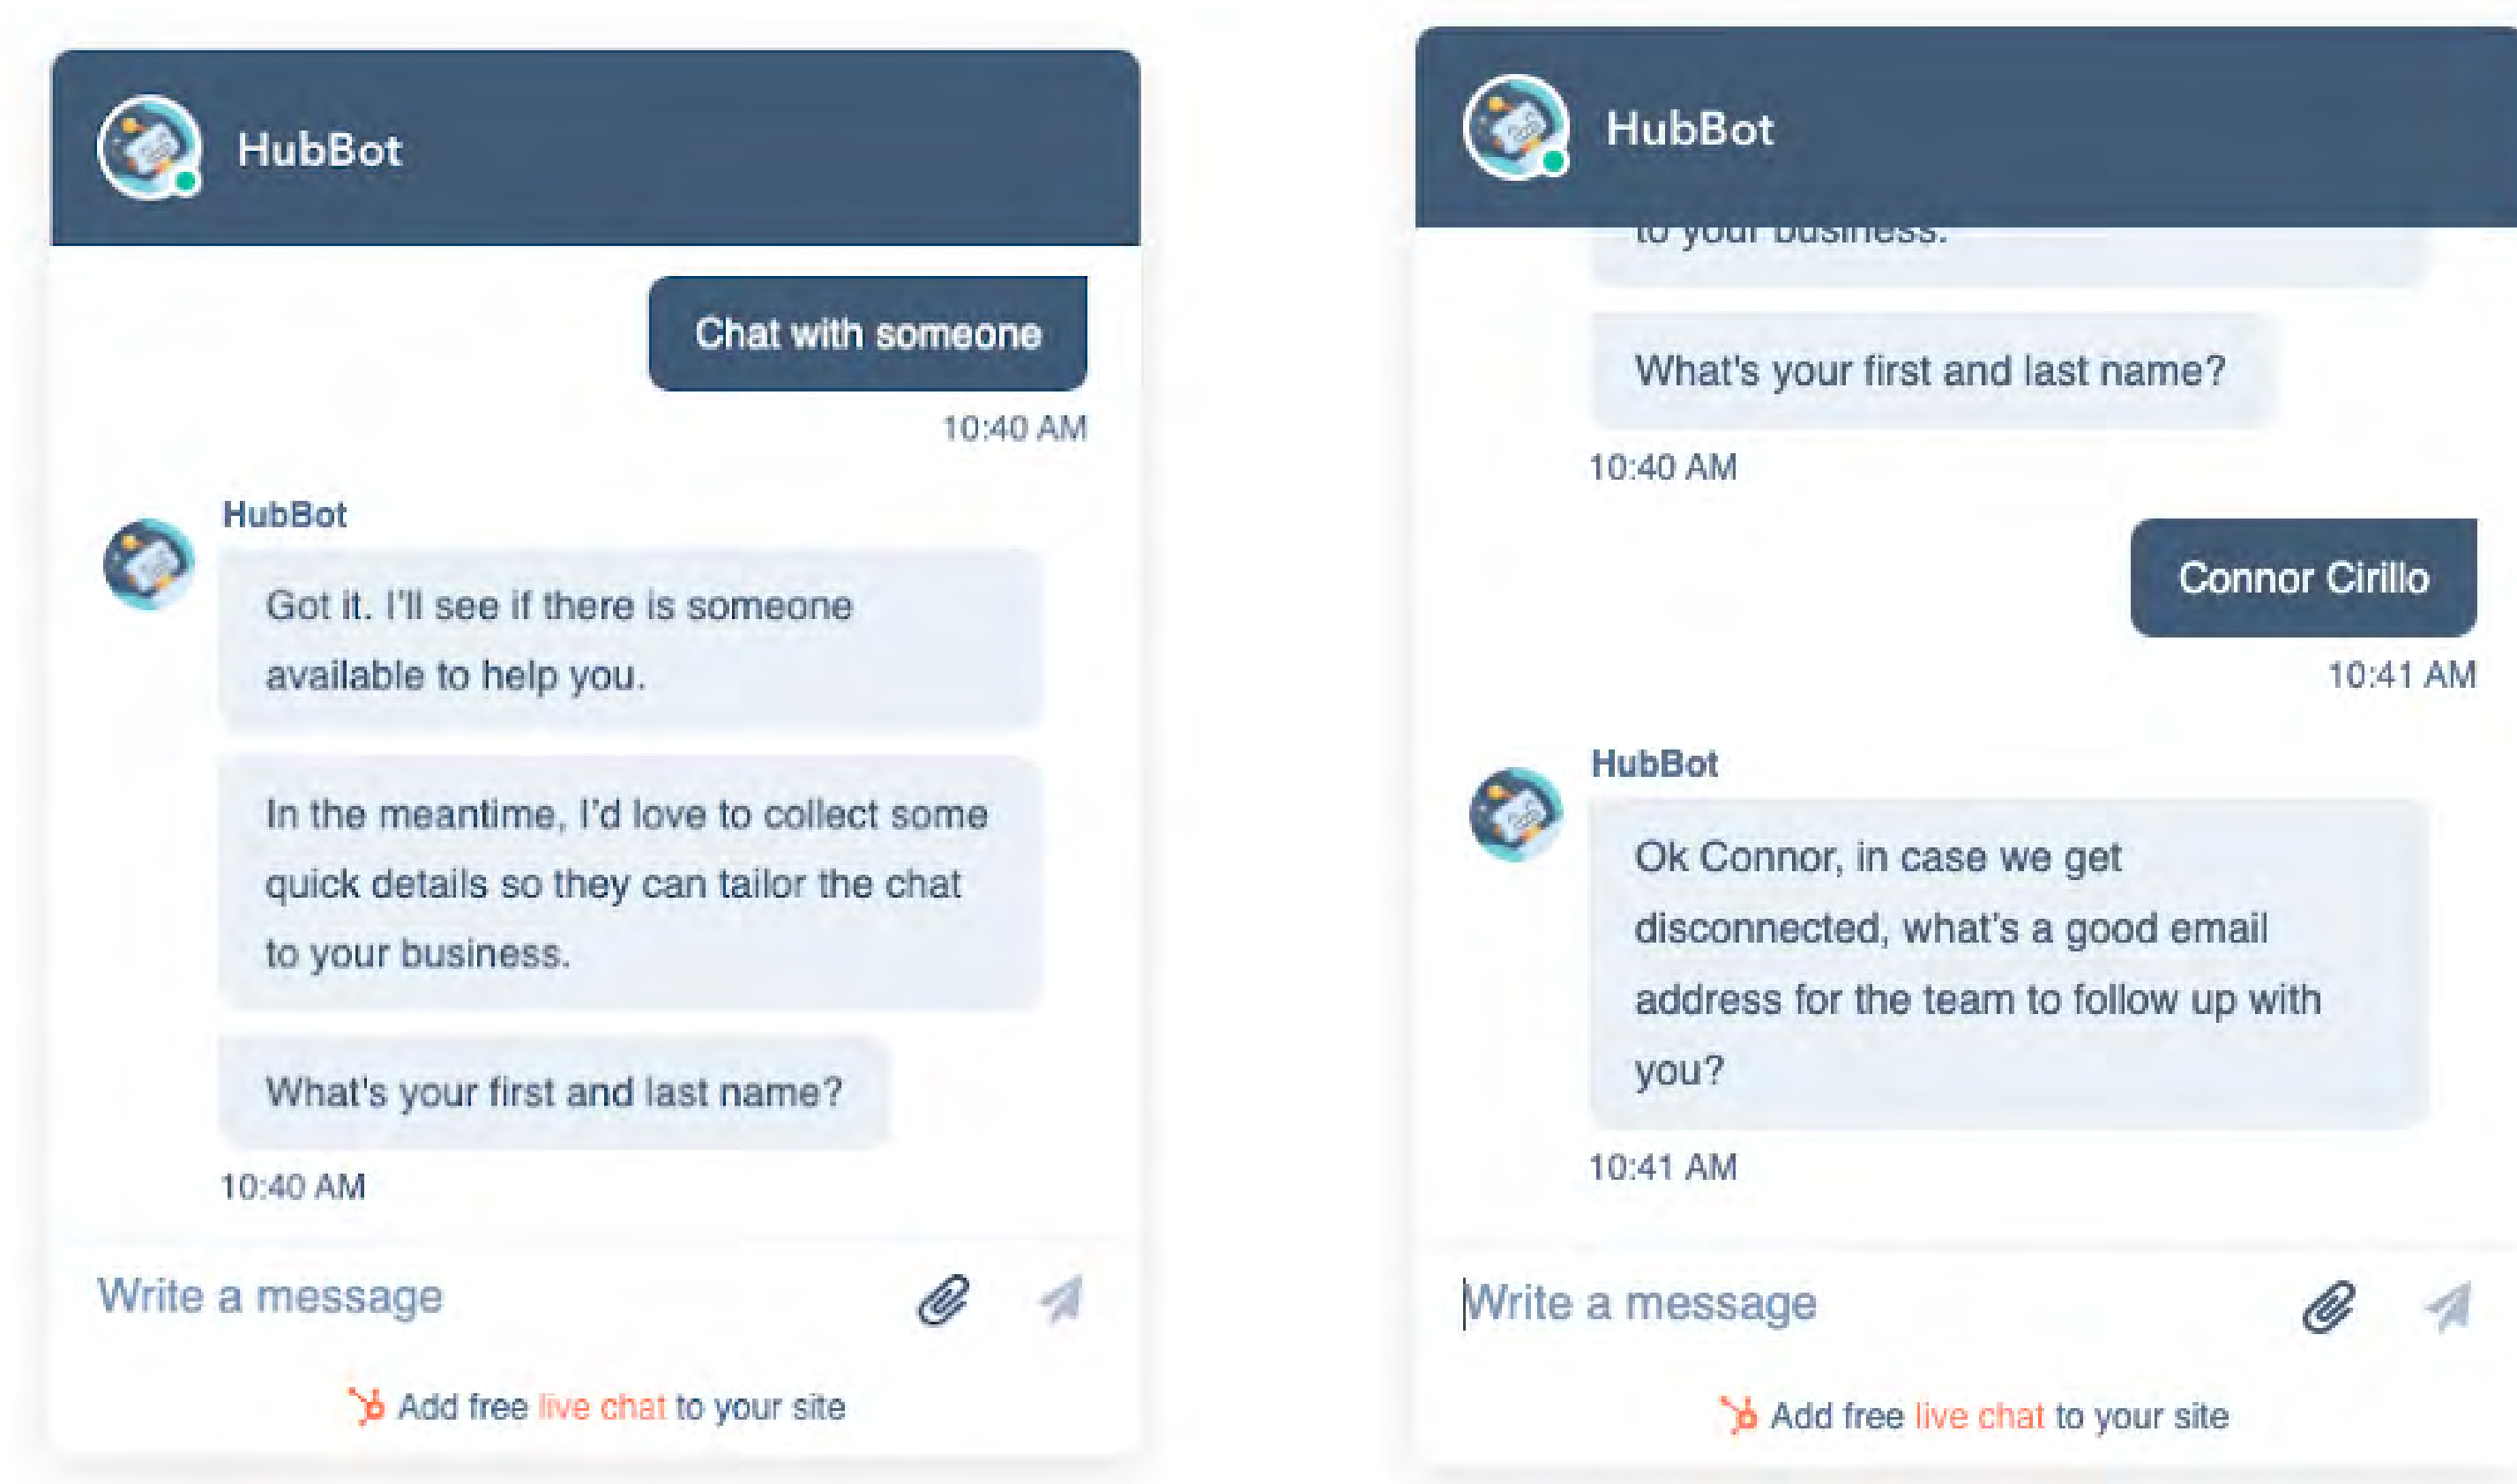 HubBot
Chat with someone
10:40 AM
HubBot
Got it. I'll see if there is someone
available to help you.
In the meantime, I'd love to collect some
quick details so they can tailor the chat
to your business.
What's your first and last name?
10:40 AM
Write a message
Add free live chat to your site
HubBot
to your business.
What's your first and last name?
10:40 AM
Connor Cirillo
10:41 AM
HubBot
Ok Connor, in case we get
disconnected, what's a good email
address for the team to follow up with
you?
10:41 AM
Write a message
Add free live chat to your site